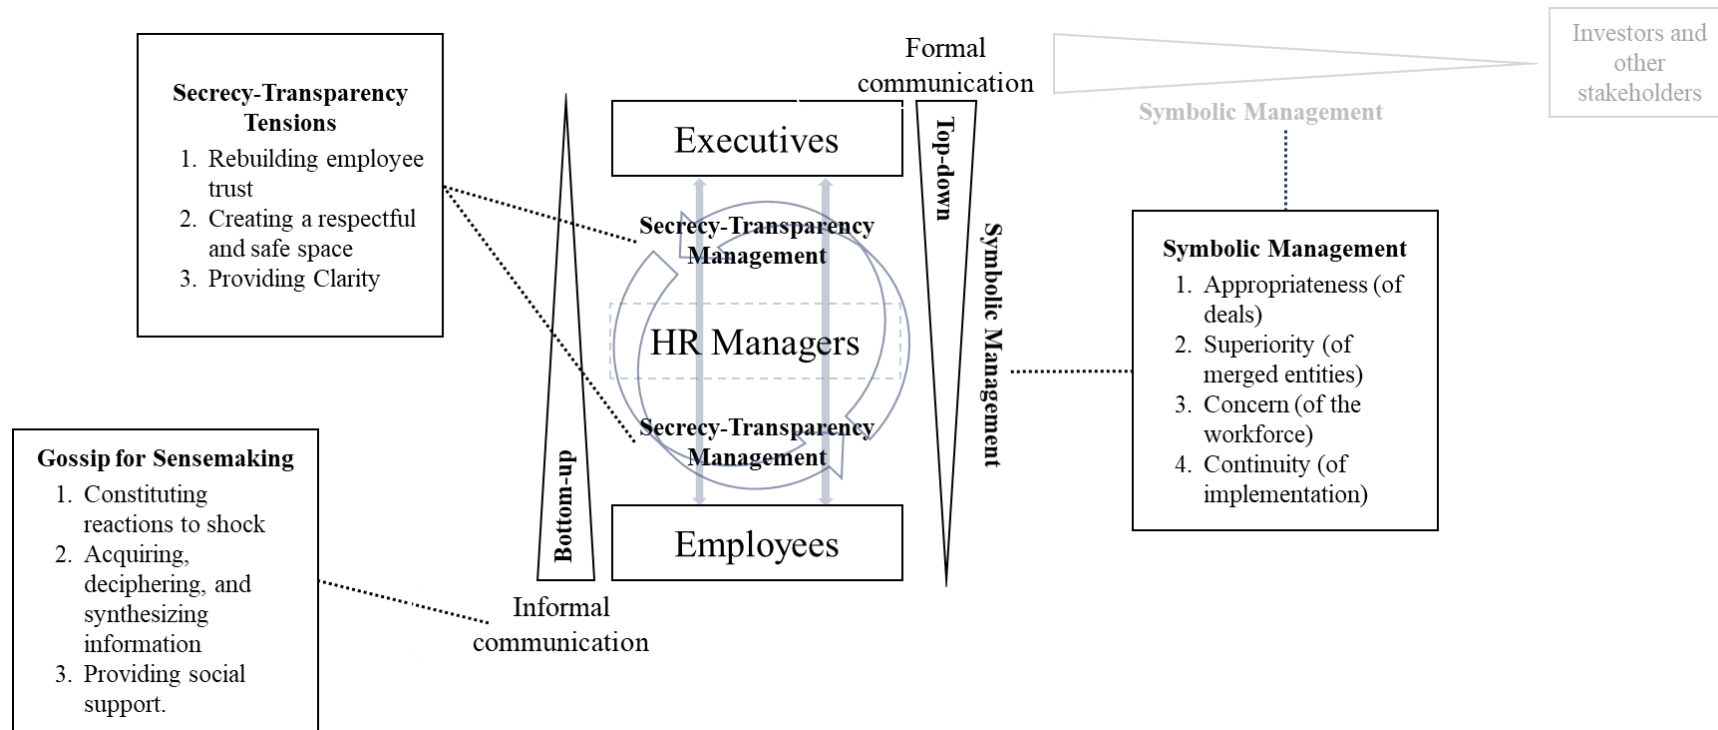 Secrecy-Transparency
Tensions
1. Rebuilding employee
trust
2. Creating a respectful
and safe space
3. Providing Clarity
Gossip for Sensemaking
1. Constituting
reactions to shock
2. Acquiring,
deciphering, and
synthesizing
information
3. Providing social
support.
Bottom-up
Informal
communication
Executives
Secrecy-Transparency
Management
HR Managers
Secrecy-Transparency
Management
Employees
Formal
communication
Top-down
Symbolic Management
Symbolic Management
Investors and
other
stakeholders
Symbolic Management
1. Appropriateness (of
deals)
2. Superiority (of
merged entities)
3. Concern (of the
workforce)
4. Continuity (of
implementation)